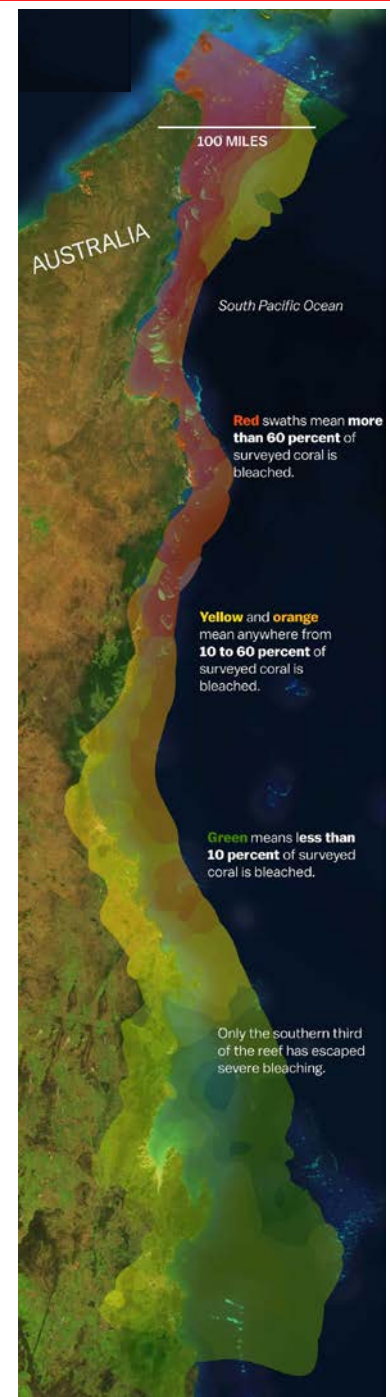 100 MILES
AUSTRALIA
South Pacific Ocean
Red swaths mean more
than 60 percent of
surveyed coral is
bleached.
Yellow and orange
mean anywhere from
10 to 60 percent of
surveyed coral is
bleached.
Green means less than
10 percent of surveyed
coral is bleached.
Only the southern third
of the reef has escaped
severe bleaching.